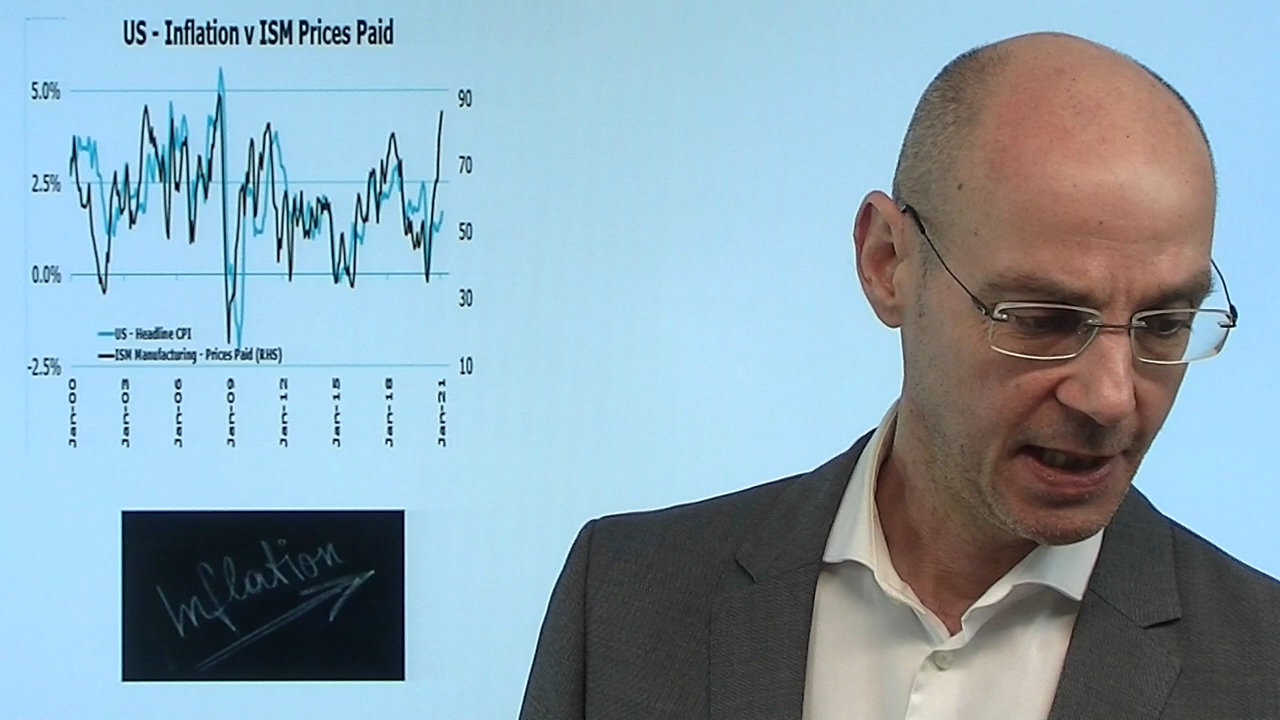 US - Inflation v ISM Prices Paid
5.0%
2.5%
0.0%
-2.5%
90
70
50
30
10
US - Headline CPI
ISM Manufacturing - Prices Paid (RHS)
Jan-00
Jan-03
Jan-06
Jan-09
Jan-12
Jan-15
Jan-18
Jan-21
Inflation